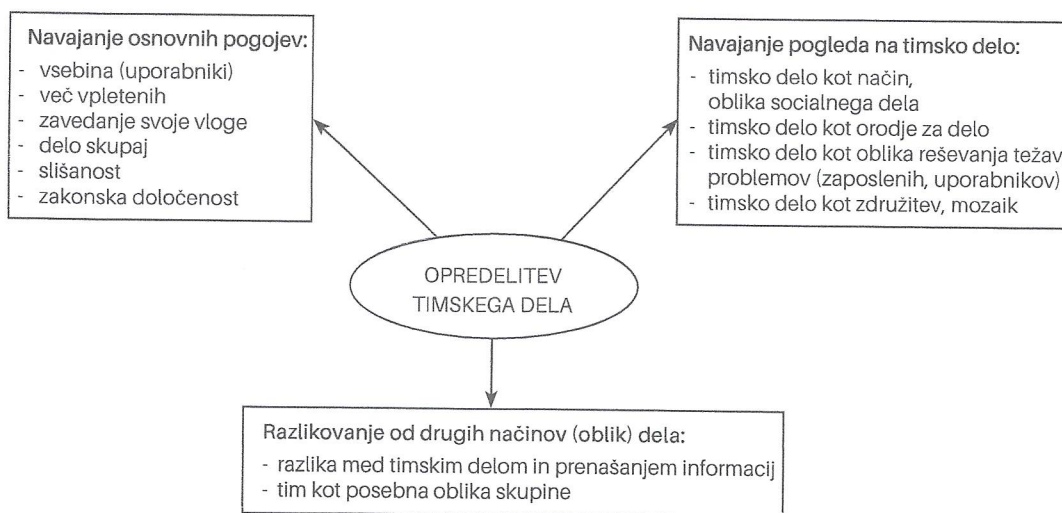 Navajanje osnovnih pogojev:
- vsebina (uporabniki)
- več vpletenih
- zavedanje svoje vloge
- delo skupaj
- slišanost
- zakonska določenost
Navajanje pogleda na timsko delo:
- timsko delo kot način,
oblika socialnega dela
- timsko delo kot orodje za delo
- timsko delo kot oblika reševanja težav,
problemov (zaposlenih, uporabnikov)
- timsko delo kot združitev, mozaik
OPREDELITEV
TIMSKEGA DELA
Razlikovanje od drugih načinov (oblik) dela:
- razlika med timskim delom in prenašanjem informacij
- tim kot posebna oblika skupine